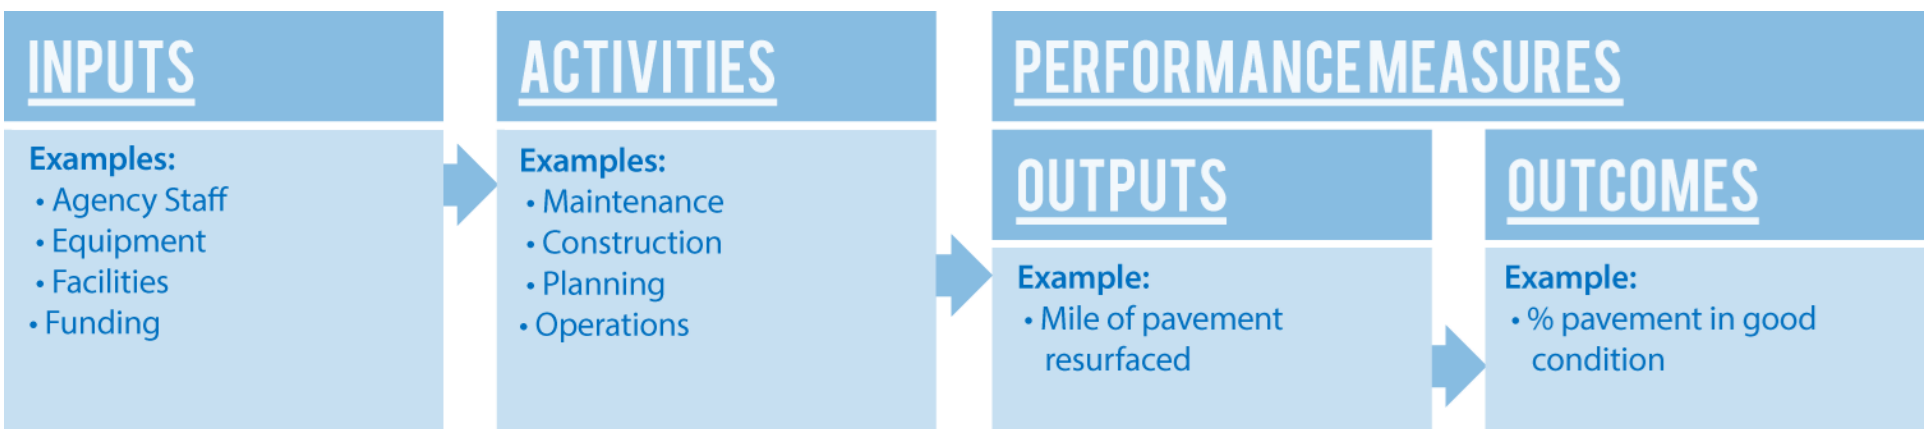 INPUTS
Examples:
• Agency Staff
• Equipment
• Facilities
• Funding
ACTIVITIES
Examples:
• Maintenance
• Construction
• Planning
• Operations
PERFORMANCE MEASURES
OUTPUTS
Example:
• Mile of pavement
resurfaced
OUTCOMES
Example:
• % pavement in good
condition